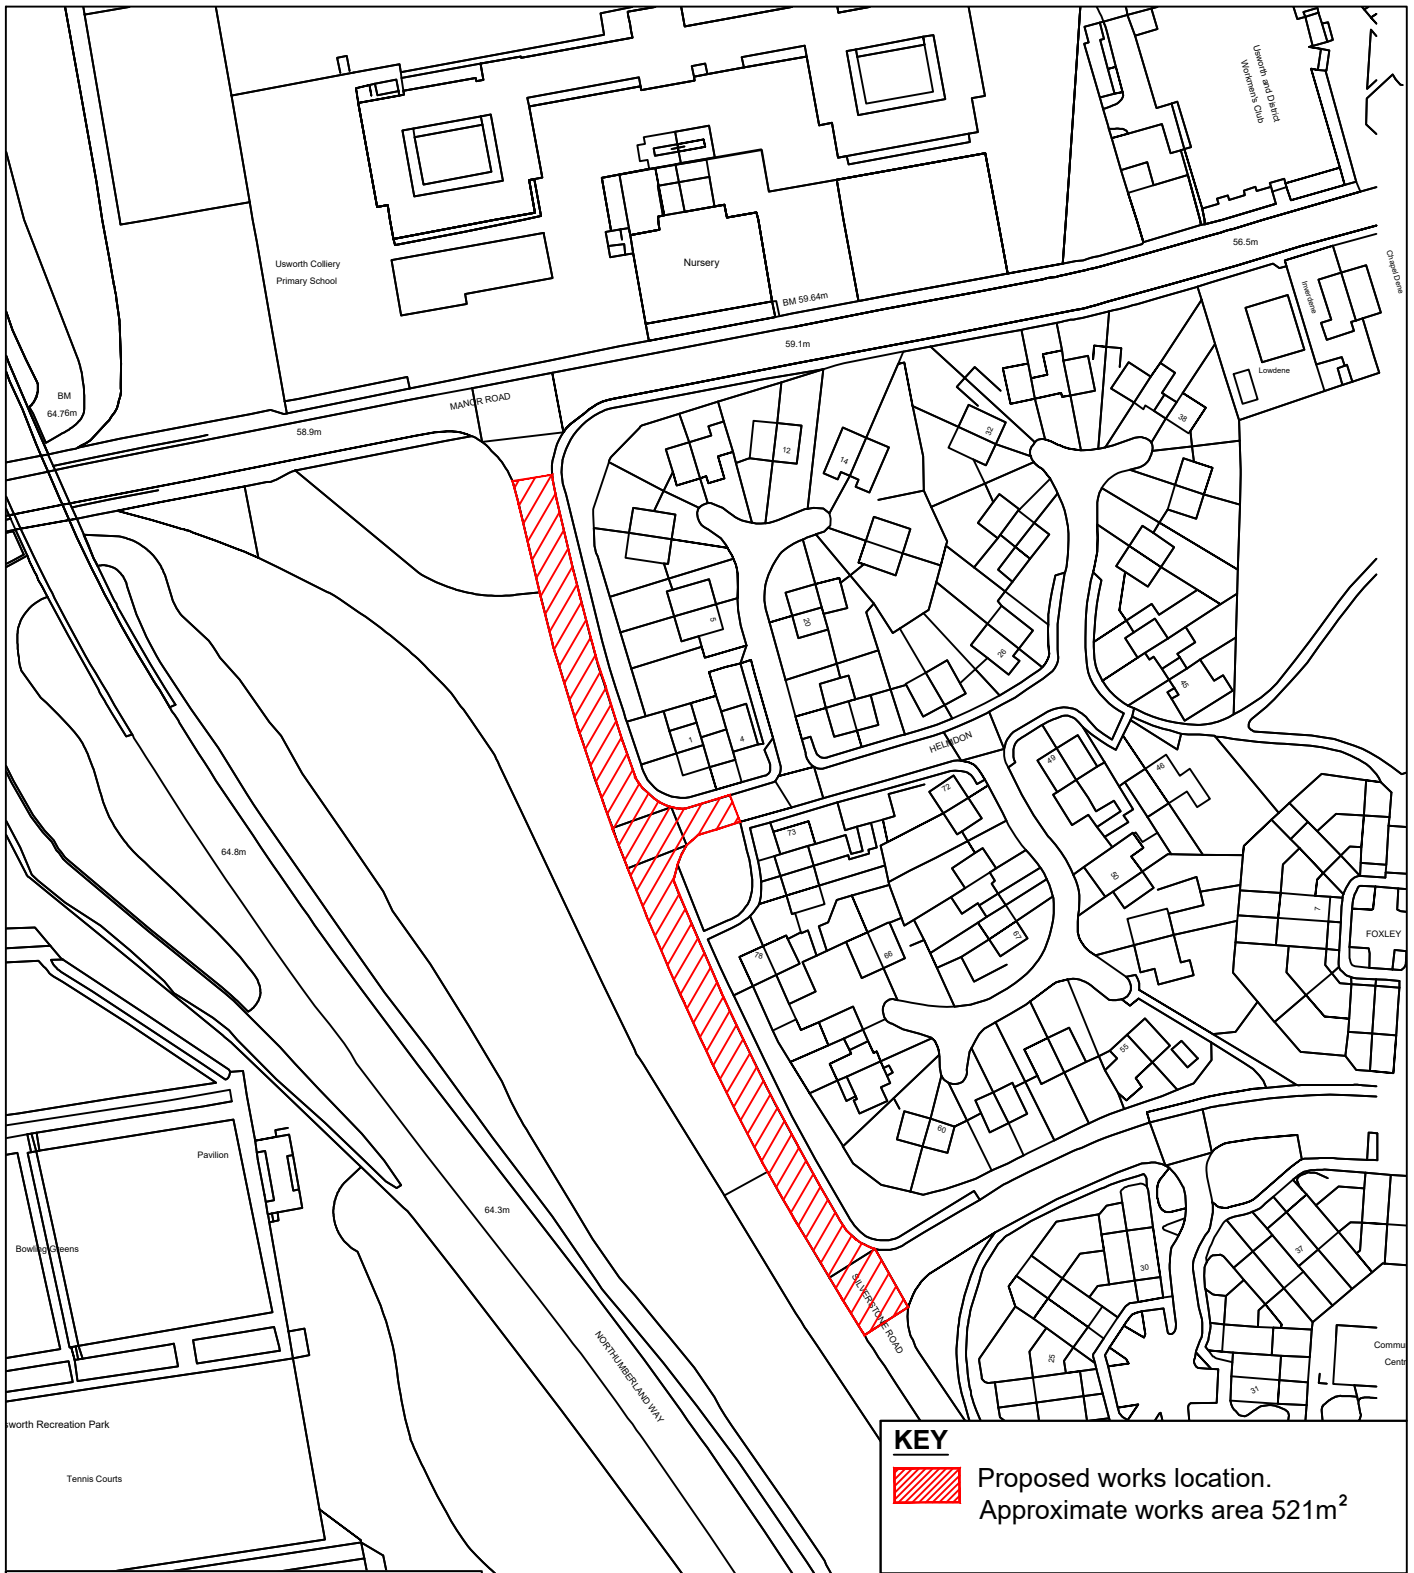 Usworth and District
Workmen's Club
Usworth Colliery
Primary School
Nursery
BM 59.64m
56.5m
Chapel Dene
Inverdene
Lowdene
59.1m
BM
64.76m
MANOR ROAD
58.9m
12
14
32
38
5
20
26
45
1
4
HELMDON
49
46
72
73
50
7
FOXLEY
64.8m
78
66
67
55
60
Pavilion
64.3m
Bowling Greens
30
37
SILVERSTONE ROAD
NORTHUMBERLAND WAY
25
31
Commu
Centr
sworth Recreation Park
Tennis Courts
KEY
Proposed works location.
Approximate works area 521m²